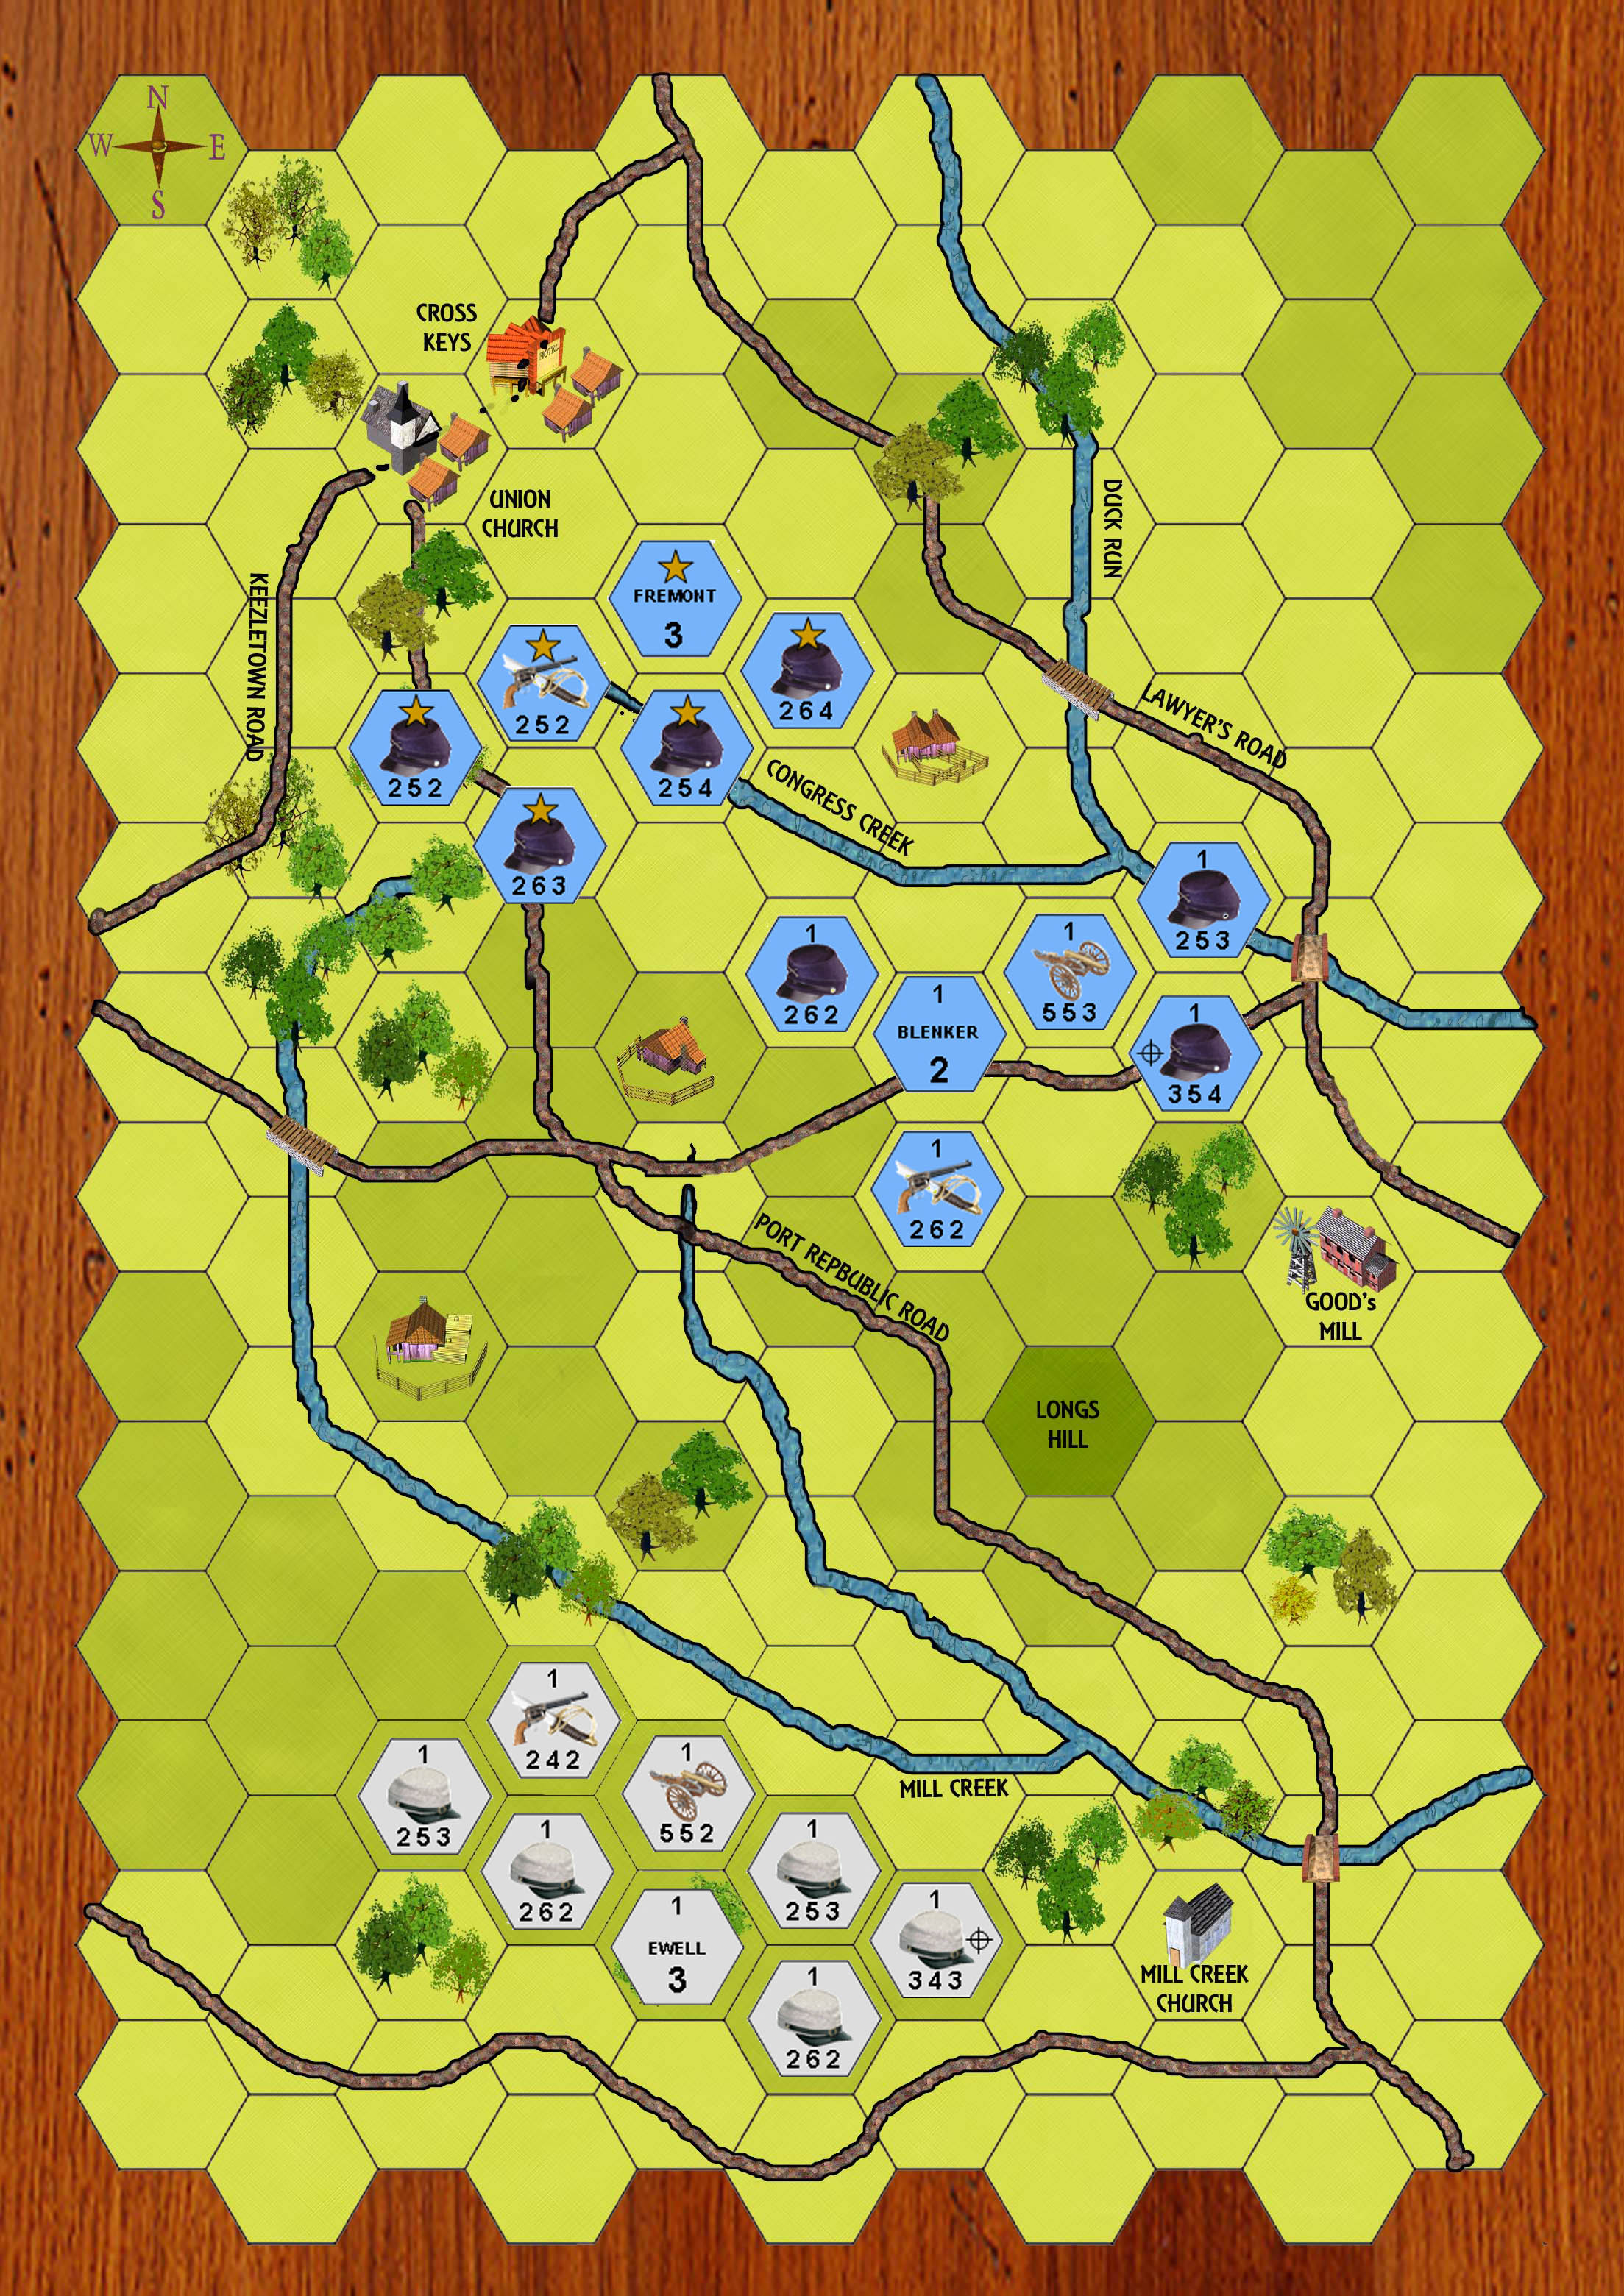 N
W E
S
CROSS
KEYS
UNION
CHURCH
HOTEL
KEEZLETOWN ROAD
DUCK RUN
FREMONT
3
252
264
252
254
LAWYER'S ROAD
CONGRESS CREEK
263
1
253
1
262
1
553
1
BLENKER
2
1
354
1
262
PORT REPBUBLIC ROAD
GOOD's
MILL
LONGS
HILL
1
242
1
253
1
552
MILL CREEK
1
262
1
253
1
EWELL
3
1
343
MILL CREEK
CHURCH
1
262